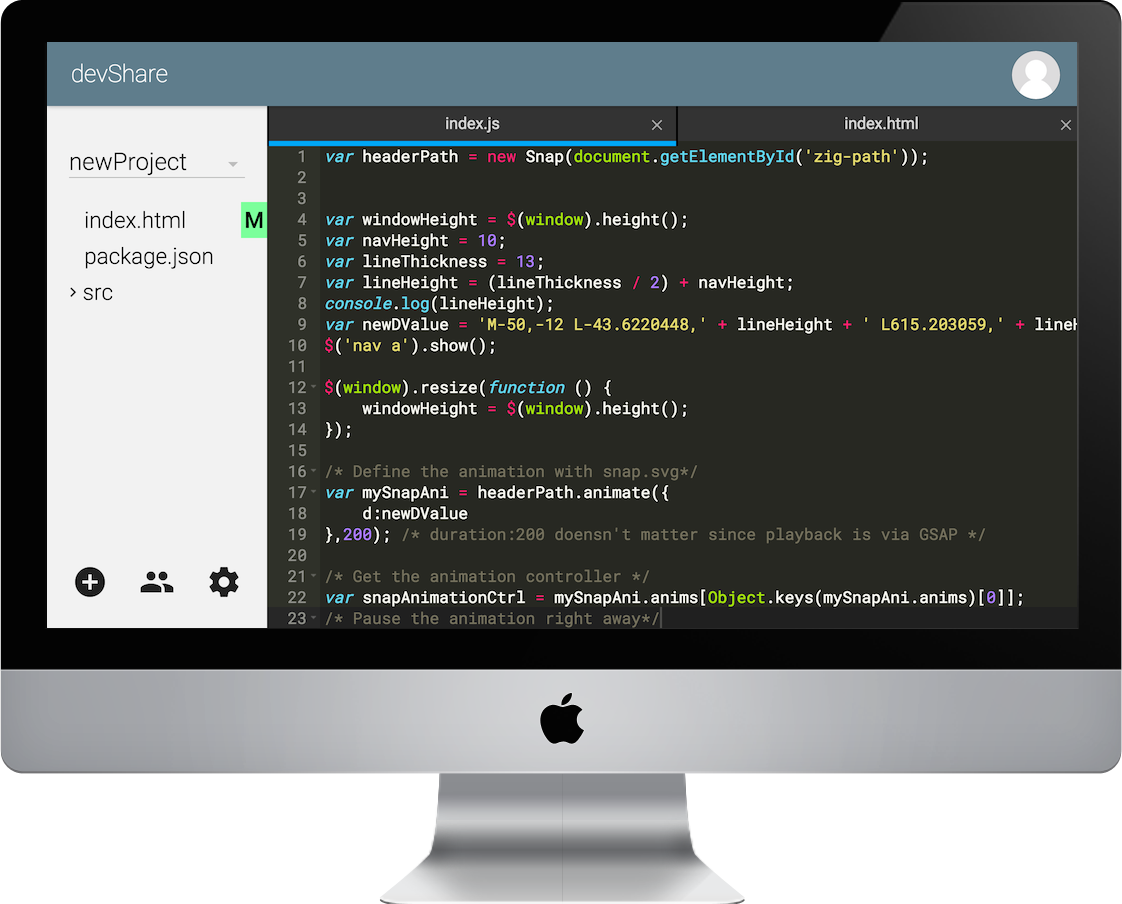 devShare
newProject
index.html M
package.json
src
index.js index.html
1 var headerPath = new Snap(document.getElementById('zig-path'));
2
3
4 var windowHeight = $(window).height();
5 var navHeight = 10;
6 var lineThickness = 13;
7 var lineHeight = (lineThickness / 2) + navHeight;
8 console.log(lineHeight);
9 var newDValue = 'M-50,-12 L-43.6220448,' + lineHeight + ' L615.203059,' + lineH
10 $('nav a').show();
11
12 $(window).resize(function () {
13     windowHeight = $(window).height();
14 });
15
16 /* Define the animation with snap.svg*/
17 var mySnapAni = headerPath.animate({
18     d:newDValue
19 },200); /* duration:200 doensn't matter since playback is via GSAP */
20
21 /* Get the animation controller */
22 var snapAnimationCtrl = mySnapAni.anims[Object.keys(mySnapAni.anims)[0]];
23 /* Pause the animation right away*/